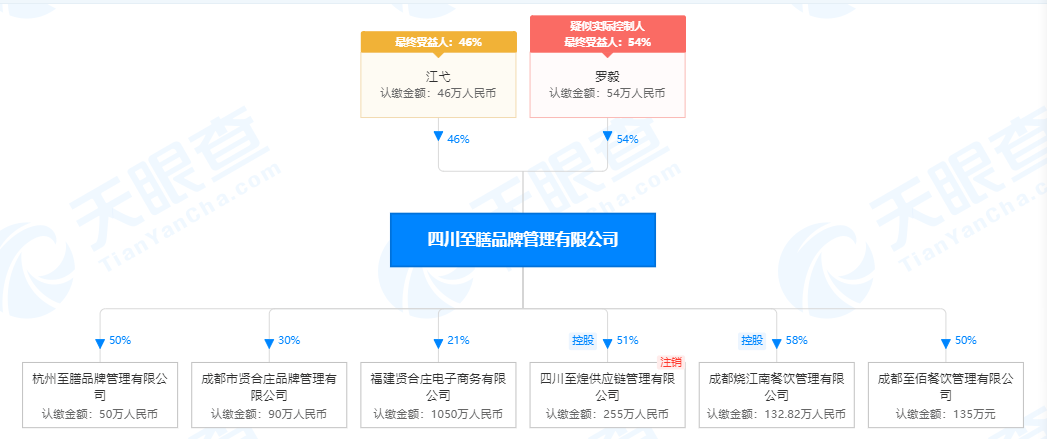 疑似实际控制人
最终受益人：46%
最终受益人：54%
江弋
罗毅
认缴金额：46万人民币
认缴金额：54万人民币
46%
54%
四川至膳品牌管理有限公司
50%
30%
21%
控股
51%
控股
58%
50%
注销
杭州至膳品牌管理有限公
司
认缴金额：50万人民币
成都市贤合庄品牌管理有
限公司
认缴金额：90万人民币
福建贤合庄电子商务有限
公司
认缴金额：1050万人民币
四川至煌供应链管理有限
公司
认缴金额：255万人民币
成都烧江南餐饮管理有限
公司
认缴金额：132.82万人民币
成都至佰餐饮管理有限公
司
认缴金额：135万元
天眼查
TianYanCha.com
天眼查
TianYanCha.com
天眼查
TianYanCha.com